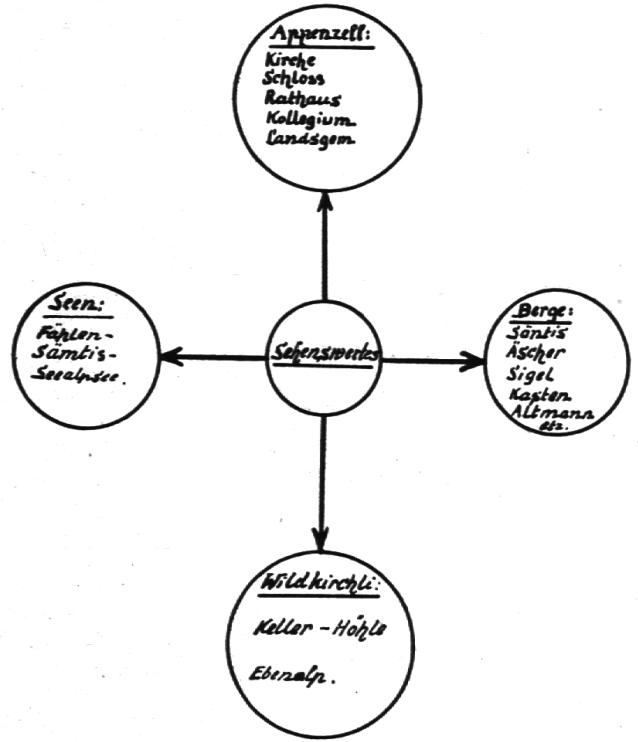 Appenzell:
Kirche
Schloss
Rathaus
Kollegium
Landsgem
Seen:
Fählen-
Sämtis-
Seealpsee.
Sehenswertes
Berge:
Säntis
Äscher
Sigel
Kasten
Altmann
etz.
Wildkirchli:
Keller - Höhle
Ebenalp.